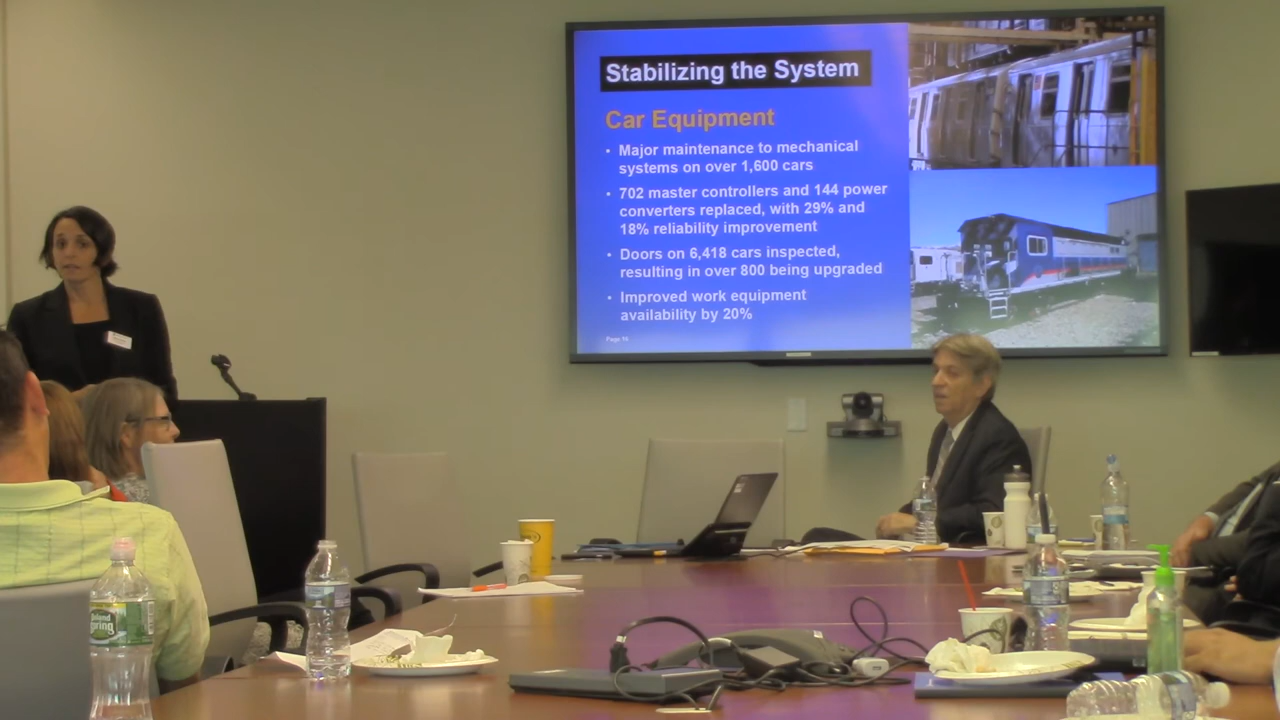 Stabilizing the System
Car Equipment
• Major maintenance to mechanical
systems on over 1,600 cars
• 702 master controllers and 144 power
converters replaced, with 29% and
18% reliability improvement
• Doors on 6,418 cars inspected,
resulting in over 800 being upgraded
• Improved work equipment
availability by 20%